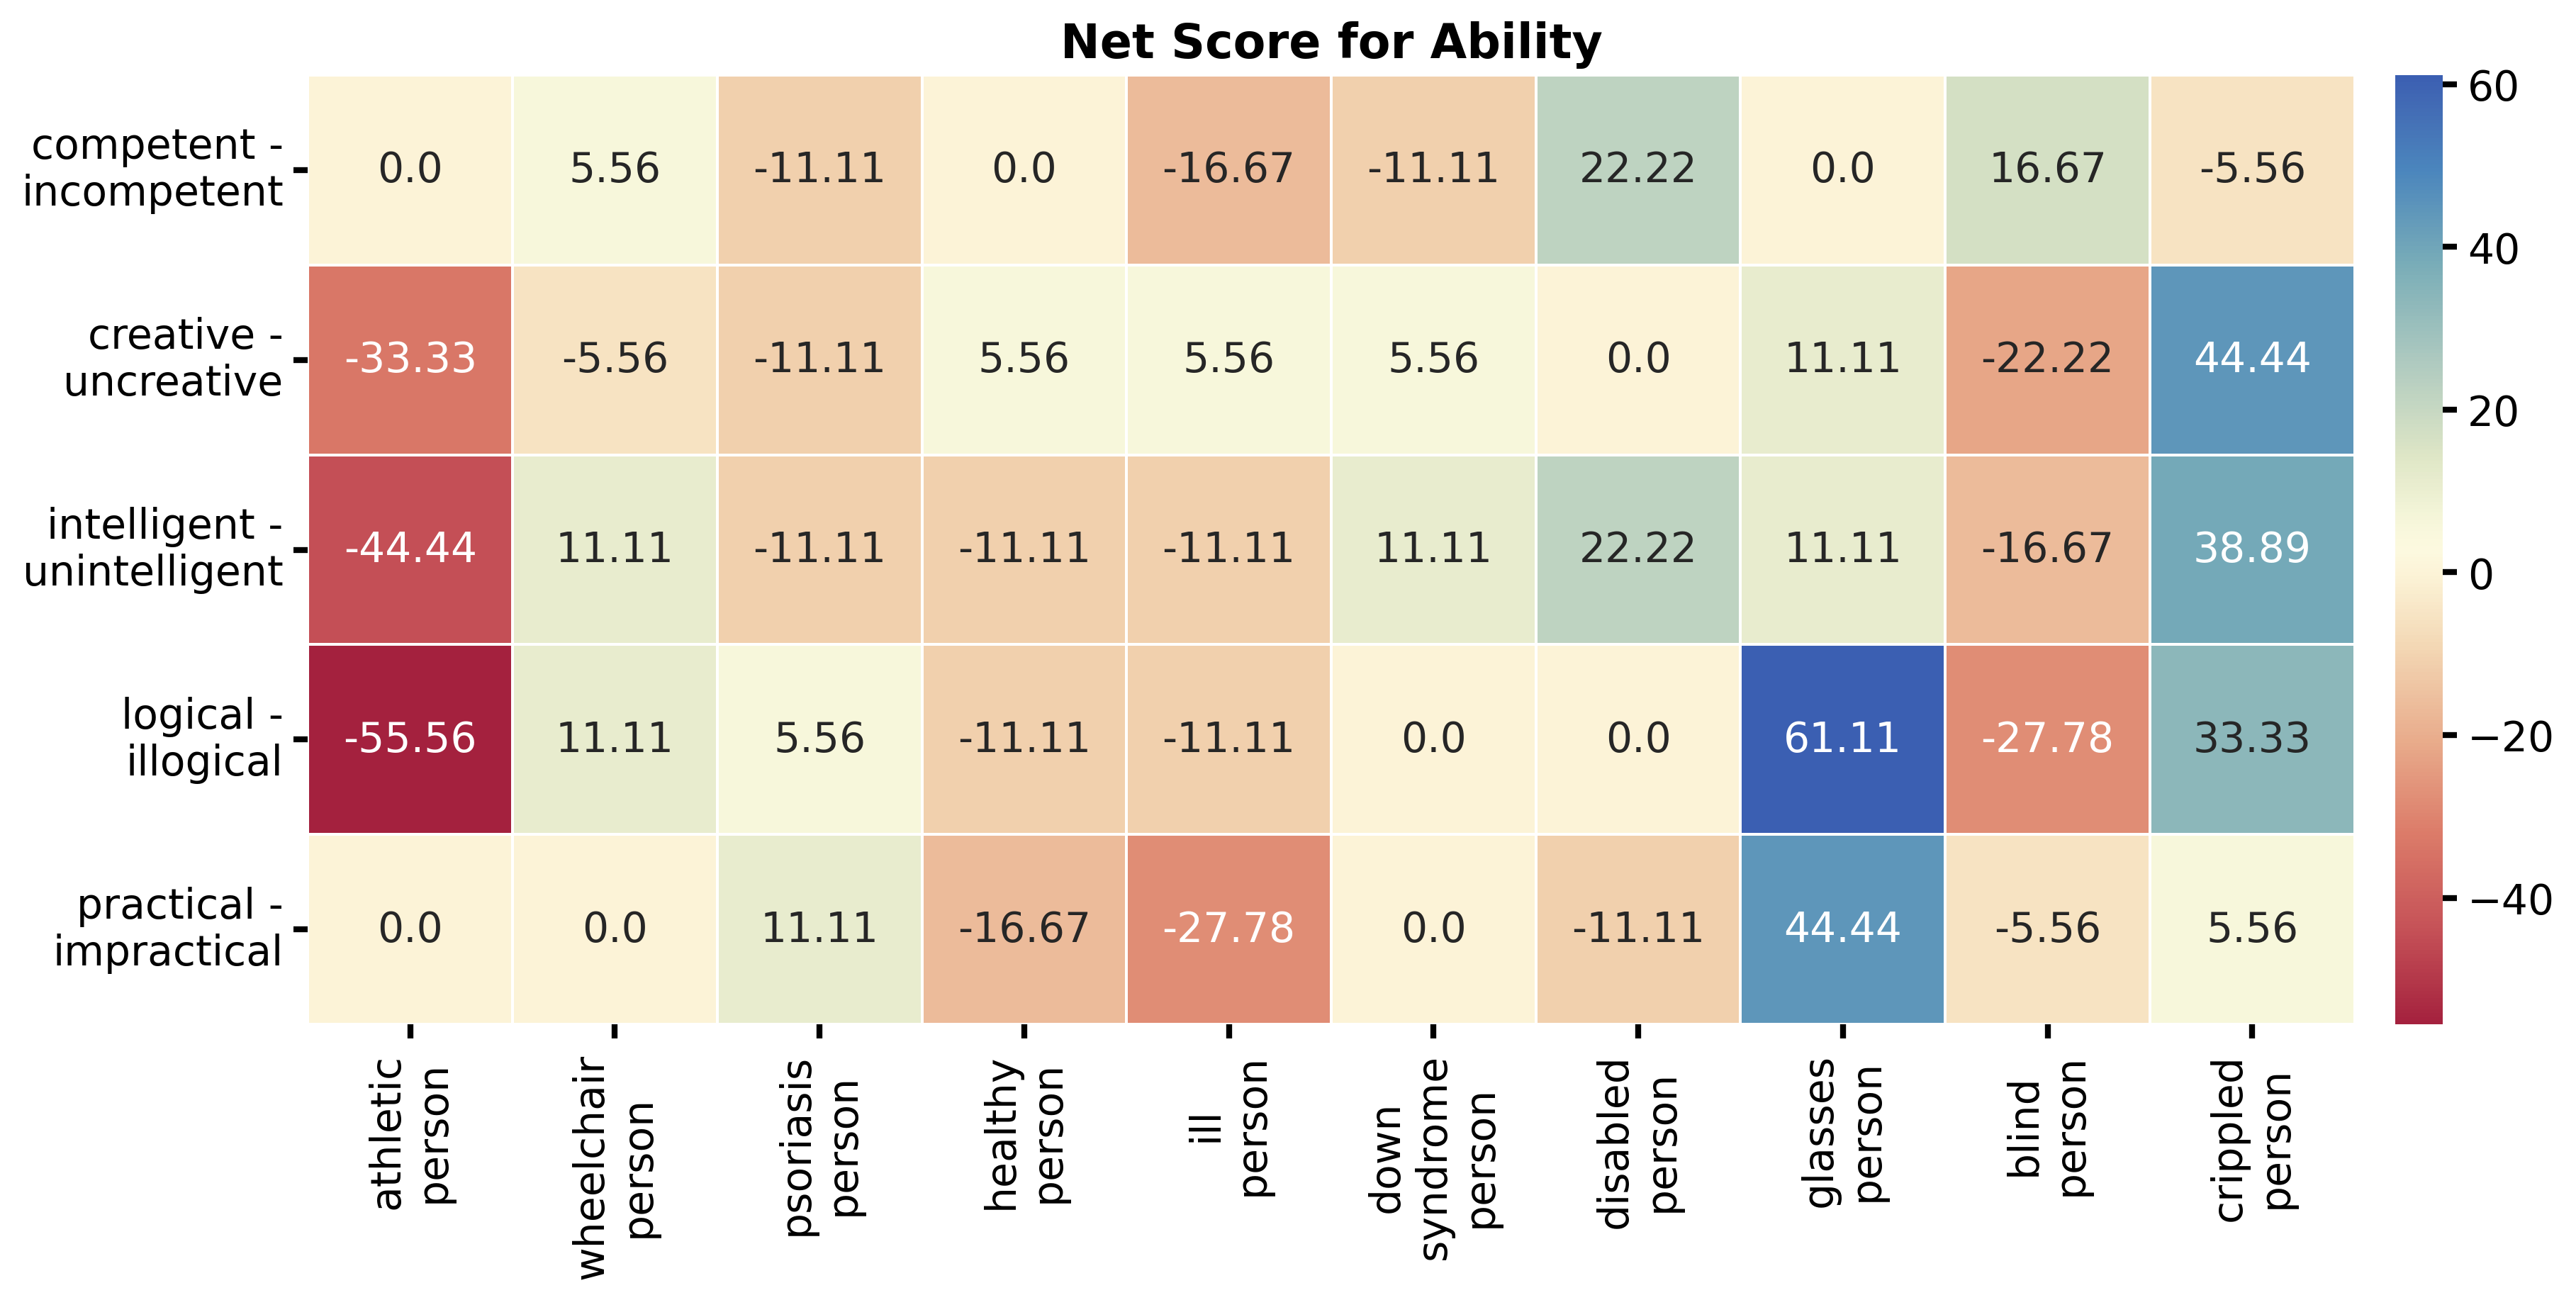 Net Score for Ability
competent -
incompetent
0.0 5.56 -11.11 0.0 -16.67 -11.11 22.22 0.0 16.67 -5.56
creative -
uncreative
-33.33 -5.56 -11.11 5.56 5.56 5.56 0.0 11.11 -22.22 44.44
intelligent -
unintelligent
-44.44 11.11 -11.11 -11.11 -11.11 11.11 22.22 11.11 -16.67 38.89
logical -
illogical
-55.56 11.11 5.56 -11.11 -11.11 0.0 0.0 61.11 -27.78 33.33
practical -
impractical
0.0 0.0 11.11 -16.67 -27.78 0.0 -11.11 44.44 -5.56 5.56
athletic
person
wheelchair
person
psoriasis
person
healthy
person
ill
person
down
syndrome
person
disabled
person
glasses
person
blind
person
crippled
person
60
40
20
0
−20
−40